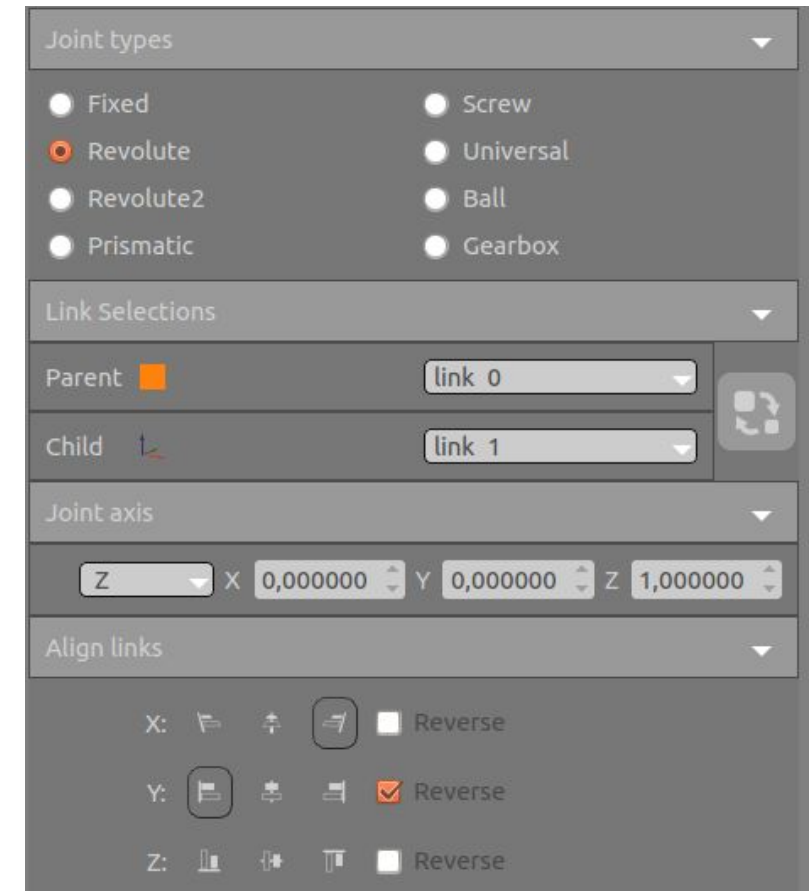 Joint types
Fixed Screw
Revolute Universal
Revolute2 Ball
Prismatic Gearbox
Link Selections
Parent link 0
Child link 1
Joint axis
Z X 0,000000 Y 0,000000 Z 1,000000
Align links
X: Reverse
Y: Reverse
Z: Reverse